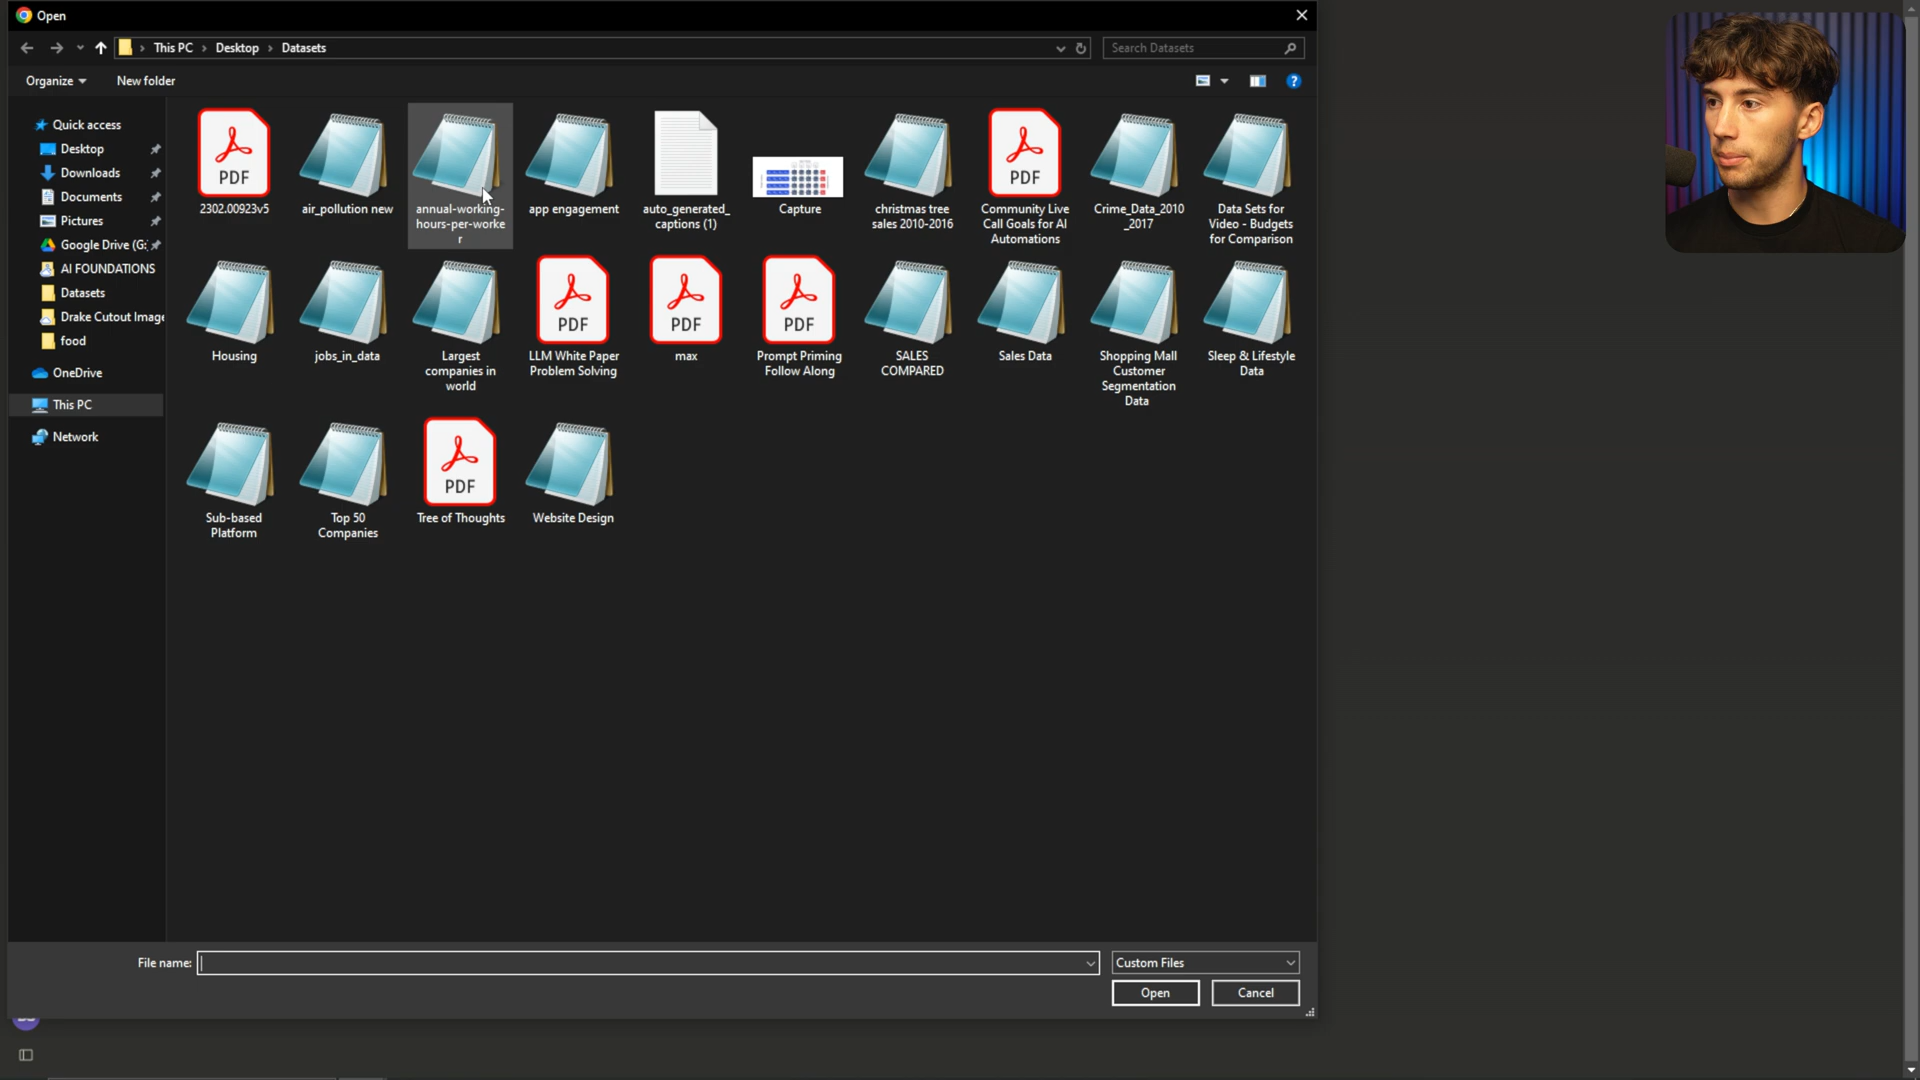 Open
This PC
Desktop
Datasets
Search Datasets
Organize
New folder
?
Quick access
Desktop
Downloads
Documents
Pictures
Google Drive (G:
AI FOUNDATIONS
Datasets
Drake Cutout Image
food
OneDrive
This PC
Network
PDF
PDF
2302.00923v5
air_pollution new
annual-working-
hours-per-worke
r
app engagement
auto_generated_
captions (1)
Capture
christmas tree
sales 2010-2016
Community Live
Call Goals for AI
Automations
Crime_Data_2010
_2017
Data Sets for
Video - Budgets
for Comparison
PDF
PDF
PDF
Housing
jobs_in_data
Largest
companies in
world
LLM White Paper
Problem Solving
max
Prompt Priming
Follow Along
SALES
COMPARED
Sales Data
Shopping Mall
Customer
Segmentation
Data
Sleep & Lifestyle
Data
PDF
Sub-based
Platform
Top 50
Companies
Tree of Thoughts
Website Design
File name:
Custom Files
Open
Cancel